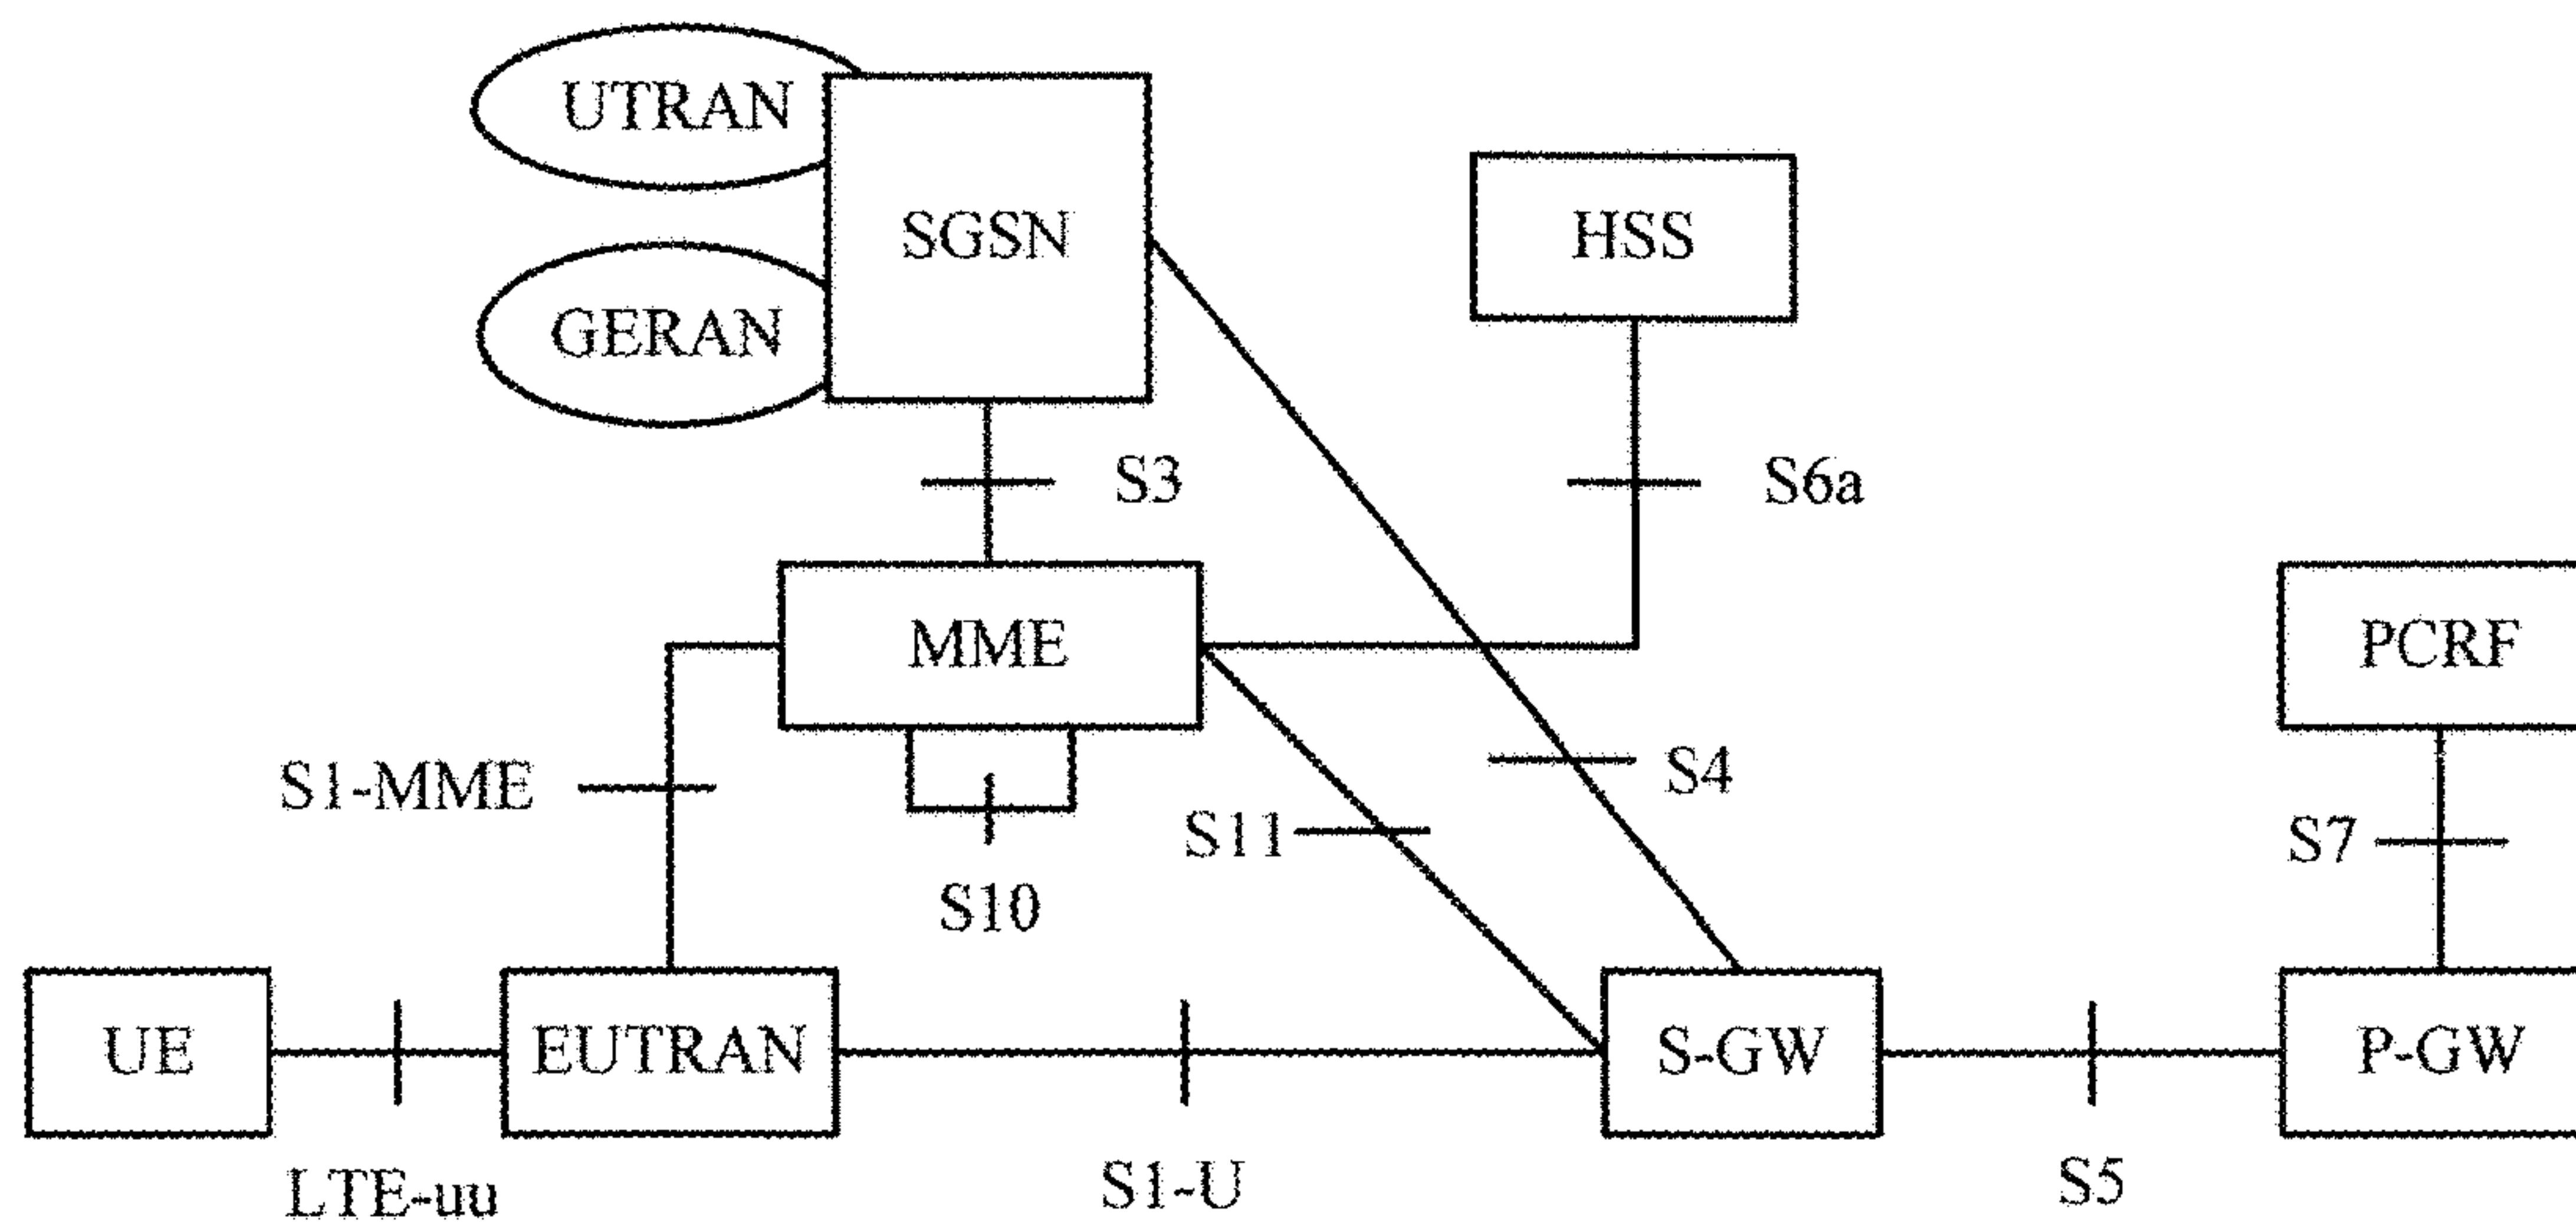 UTRAN
SGSN
HSS
GERAN
S3
S6a
MME
PCRF
S1-MME
S4
S11
S7
S10
UE
EUTRAN
S-GW
P-GW
LTE-uu
S1-U
S5